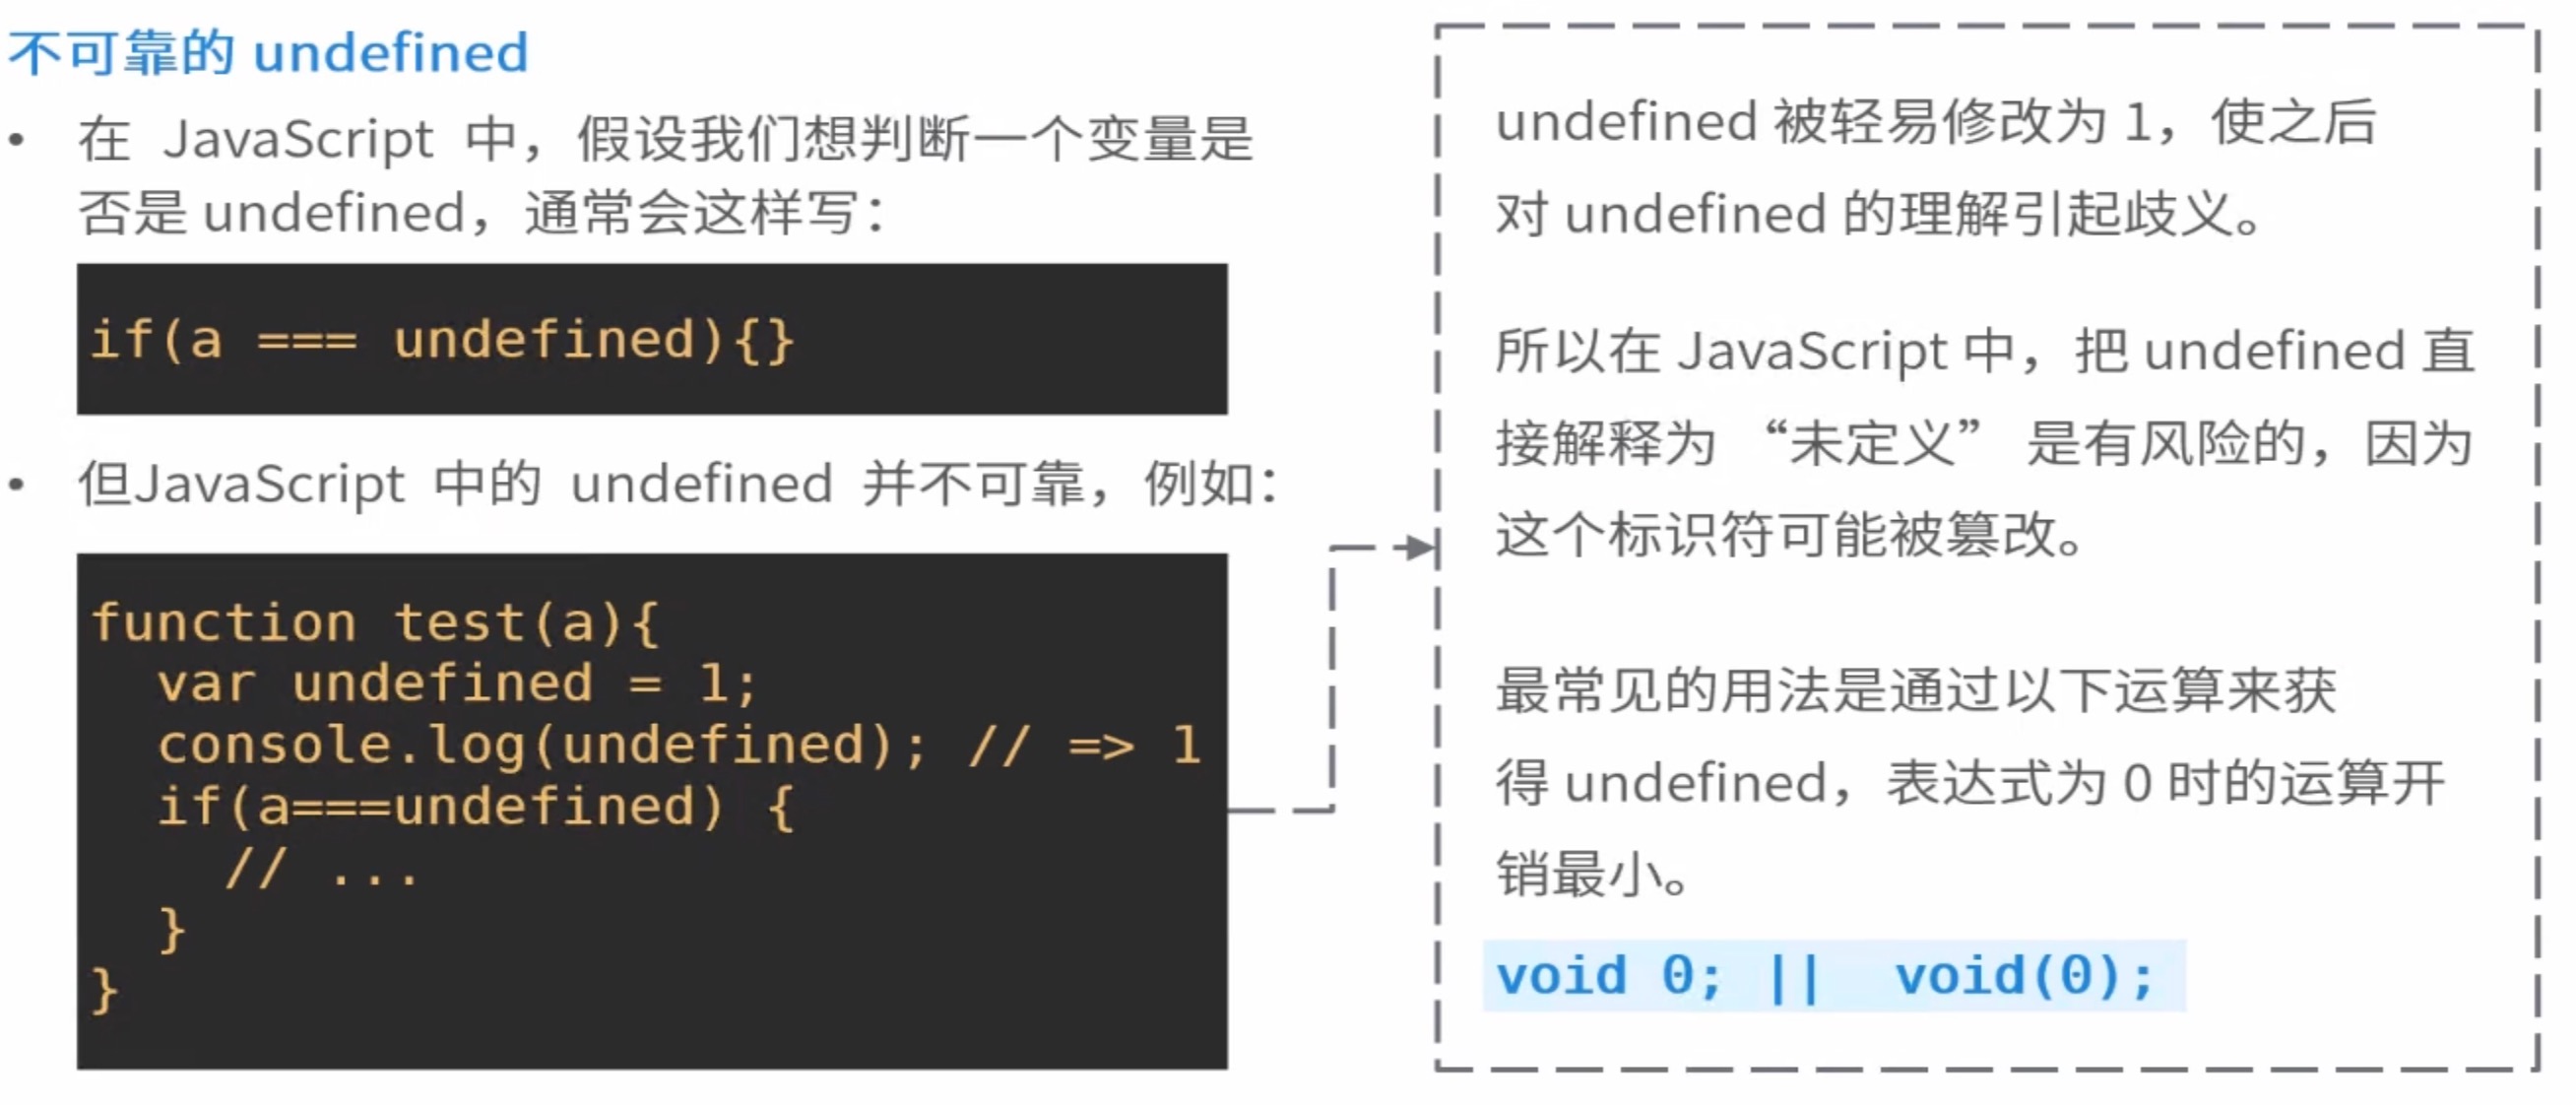 不可靠的 undefined
• 在 JavaScript 中，假设我们想判断一个变量是
否是 undefined，通常会这样写：
if(a === undefined){}
• 但JavaScript 中的 undefined 并不可靠，例如：
function test(a){
  var undefined = 1;
  console.log(undefined); // => 1
  if(a===undefined) {
    // ...
  }
}
undefined 被轻易修改为 1，使之后
对 undefined 的理解引起歧义。
所以在 JavaScript 中，把 undefined 直
接解释为 “未定义” 是有风险的，因为
这个标识符可能被篡改。
最常见的用法是通过以下运算来获
得 undefined，表达式为 0 时的运算开
销最小。
void 0; ||  void(0);